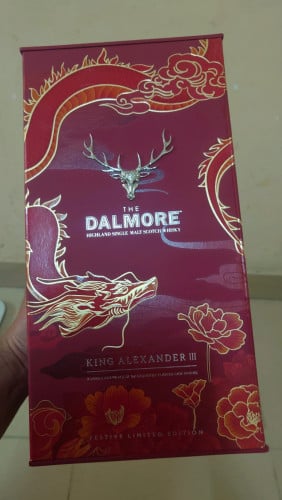 THE
DALMORE
HIGHLAND SINGLE MALT SCOTCH WHISKY
KING ALEXANDER III
FESTIVE LIMITED EDITION